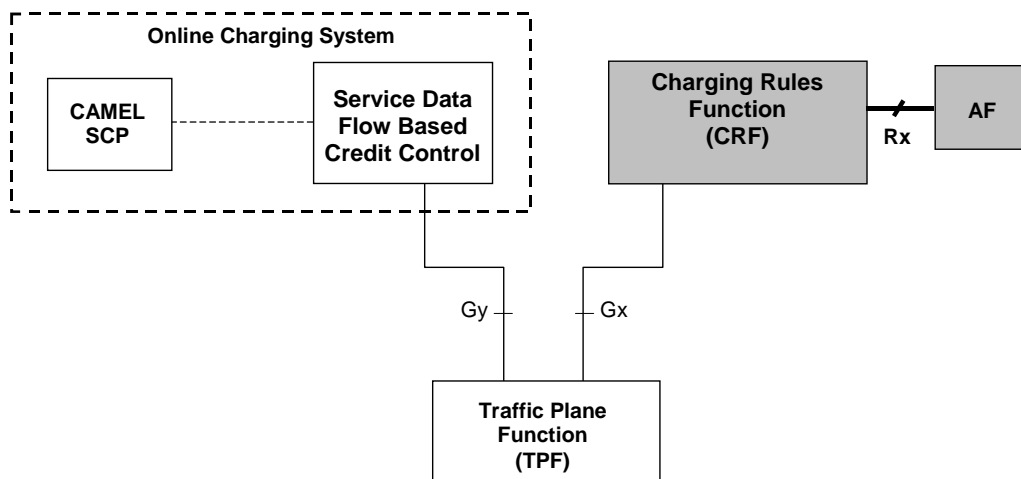 Online Charging System
CAMEL
SCP
Service Data
Flow Based
Credit Control
Charging Rules
Function
(CRF)
Rx
AF
Gy
Gx
Traffic Plane
Function
(TPF)